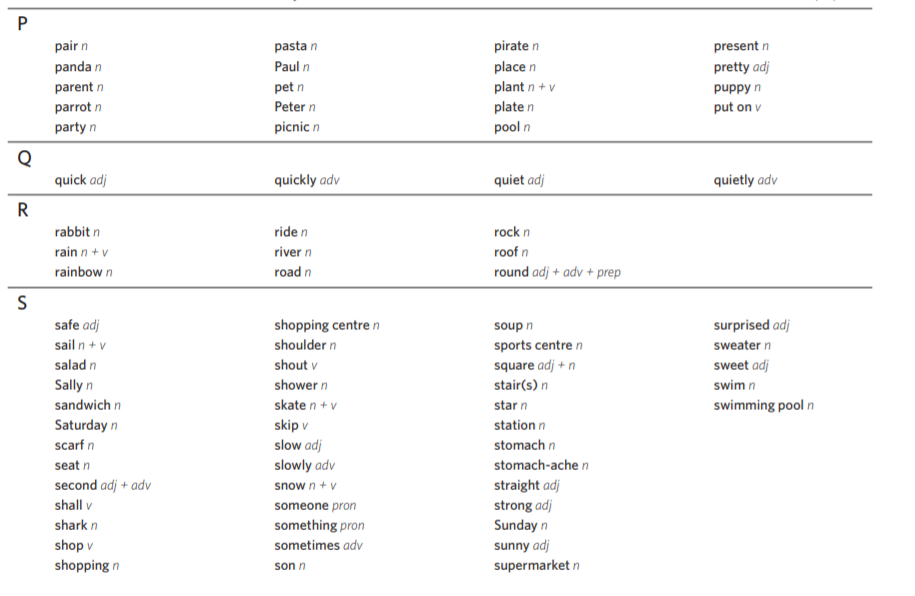 P
pair n
panda n
parent n
parrot n
party n
pasta n
Paul n
pet n
Peter n
picnic n
pirate n
place n
plant n + v
plate n
pool n
present n
pretty adj
puppy n
put on v
Q
quick adj
quickly adv
quiet adj
quietly adv
R
rabbit n
rain n + v
rainbow n
ride n
river n
road n
rock n
roof n
round adj + adv + prep
S
safe adj
sail n + v
salad n
Sally n
sandwich n
Saturday n
scarf n
seat n
second adj + adv
shall v
shark n
shop v
shopping n
shopping centre n
shoulder n
shout v
shower n
skate n + v
skip v
slow adj
slowly adv
snow n + v
someone pron
something pron
sometimes adv
son n
soup n
sports centre n
square adj + n
stair(s) n
star n
station n
stomach n
stomach-ache n
straight adj
strong adj
Sunday n
sunny adj
supermarket n
surprised adj
sweater n
sweet adj
swim n
swimming pool n